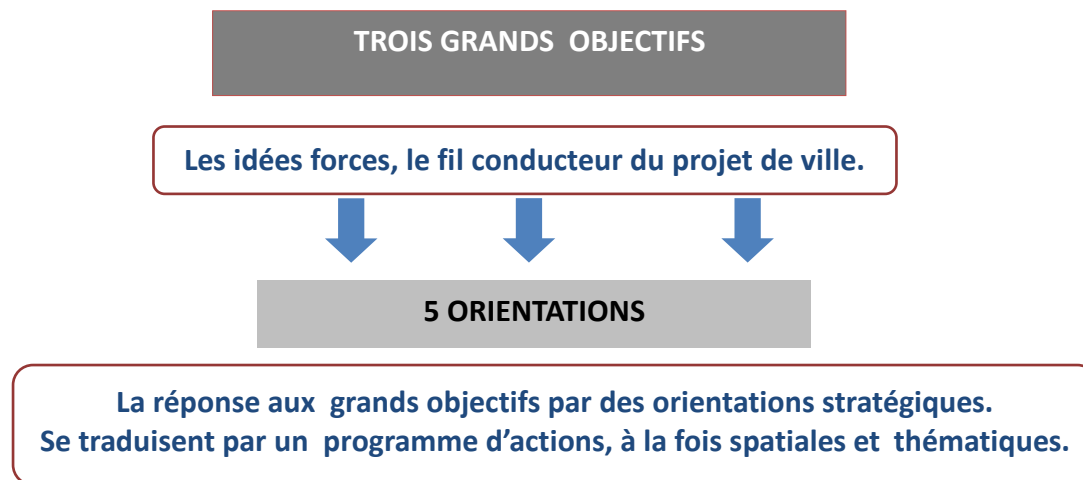 TROIS GRANDS OBJECTIFS
Les idées forces, le fil conducteur du projet de ville.
5 ORIENTATIONS
La réponse aux grands objectifs par des orientations stratégiques.
Se traduisent par un programme d’actions, à la fois spatiales et thématiques.